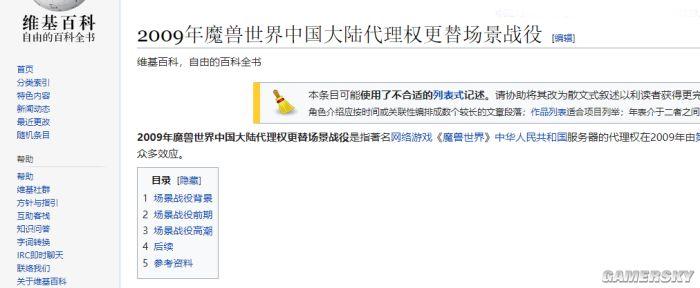 维基百科
自由的百科全书
首页
分类索引
特色内容
新闻动态
最近更改
随机条目
帮助
帮助
维基社群
方针与指引
互助客栈
知识问答
字词转换
IRC即时聊天
联络我们
关于维基百科
2009年魔兽世界中国大陆代理权更替场景战役 [编辑]
维基百科，自由的百科全书
本条目可能使用了不合适的列表式记述。请协助将其改为散文式叙述以利读者获得更完
角色介绍应按时间或关联性编排成数个较长的文章段落；作品列表适合项目列举；年表介于二者之间
2009年魔兽世界中国大陆代理权更替场景战役是指著名网络游戏《魔兽世界》中华人民共和国服务器的代理权在2009年由
众多效应。
目录 [隐藏]
1 场景战役背景
2 场景战役前期
3 场景战役高潮
4 后续
5 参考资料
GAMERSKY